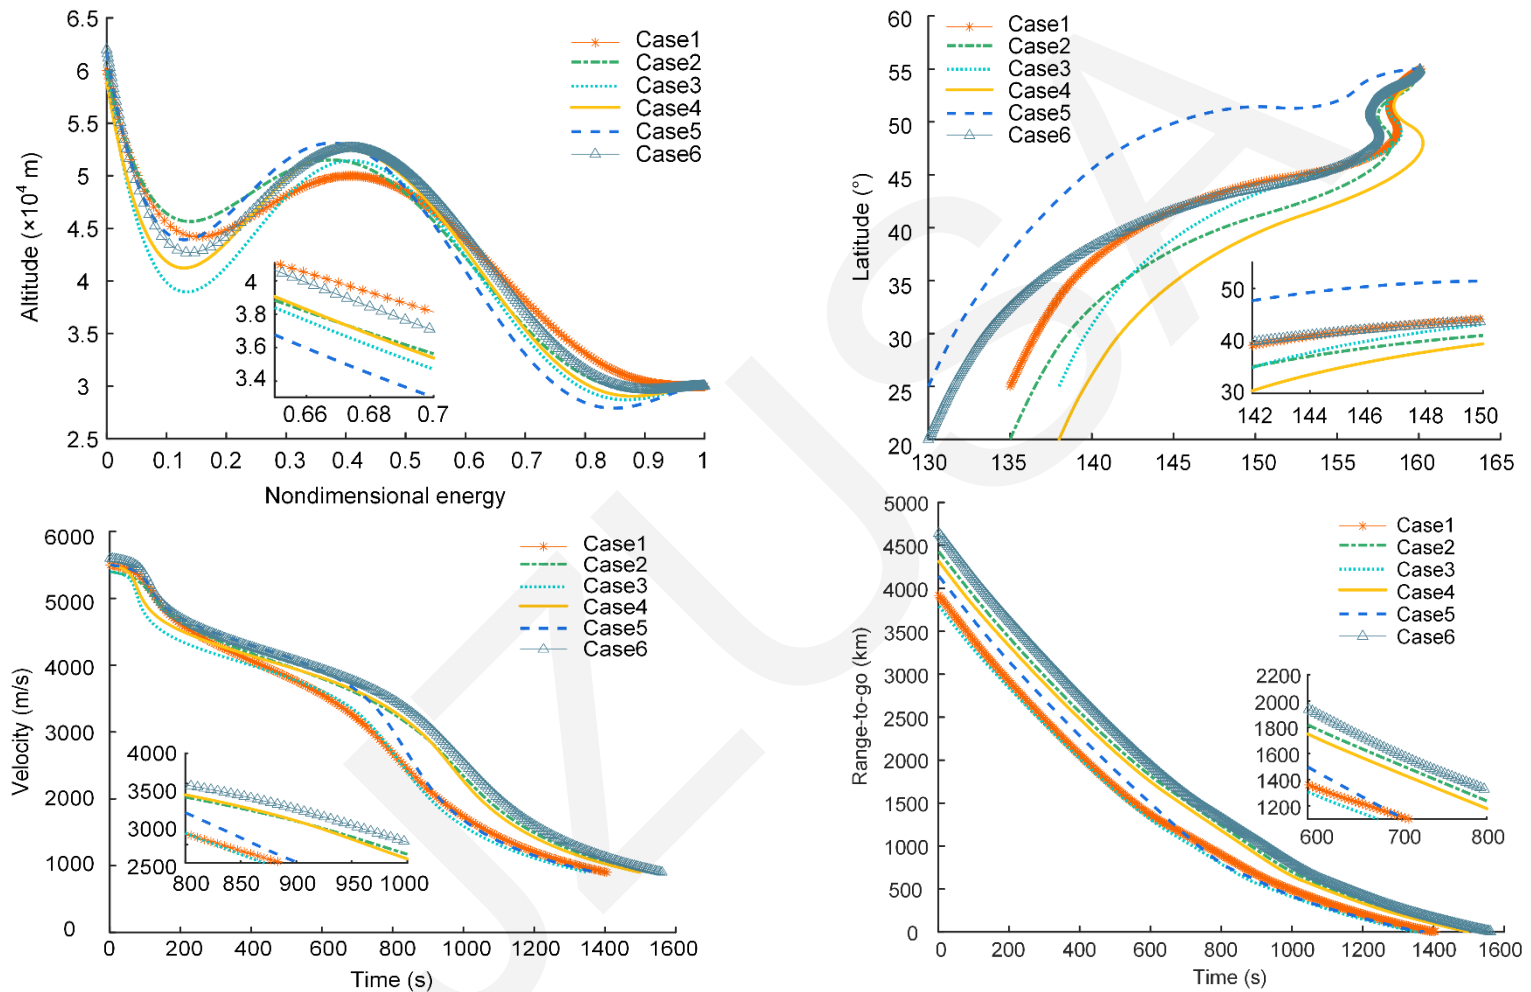 6.5
6
5.5
5
4.5
4
3.5
3
2.5
Altitude (×10⁴ m)
Case1
Case2
Case3
Case4
Case5
Case6
4
3.8
3.6
3.4
0.66 0.68 0.7
0 0.1 0.2 0.3 0.4 0.5 0.6 0.7 0.8 0.9 1
Nondimensional energy
60
55
50
45
40
35
30
25
20
Latitude (°)
Case1
Case2
Case3
Case4
Case5
Case6
50
40
30
142 144 146 148 150
130 135 140 145 150 155 160 165
6000
5000
4000
3000
2000
1000
0
Velocity (m/s)
Case1
Case2
Case3
Case4
Case5
Case6
4000
3500
3000
2500
800 850 900 950 1000
0 200 400 600 800 1000 1200 1400 1600
Time (s)
5000
4500
4000
3500
3000
2500
2000
1500
1000
500
0
Range-to-go (km)
Case1
Case2
Case3
Case4
Case5
Case6
2200
2000
1800
1600
1400
1200
600 700 800
0 200 400 600 800 1000 1200 1400 1600
Time (s)
JZUSA